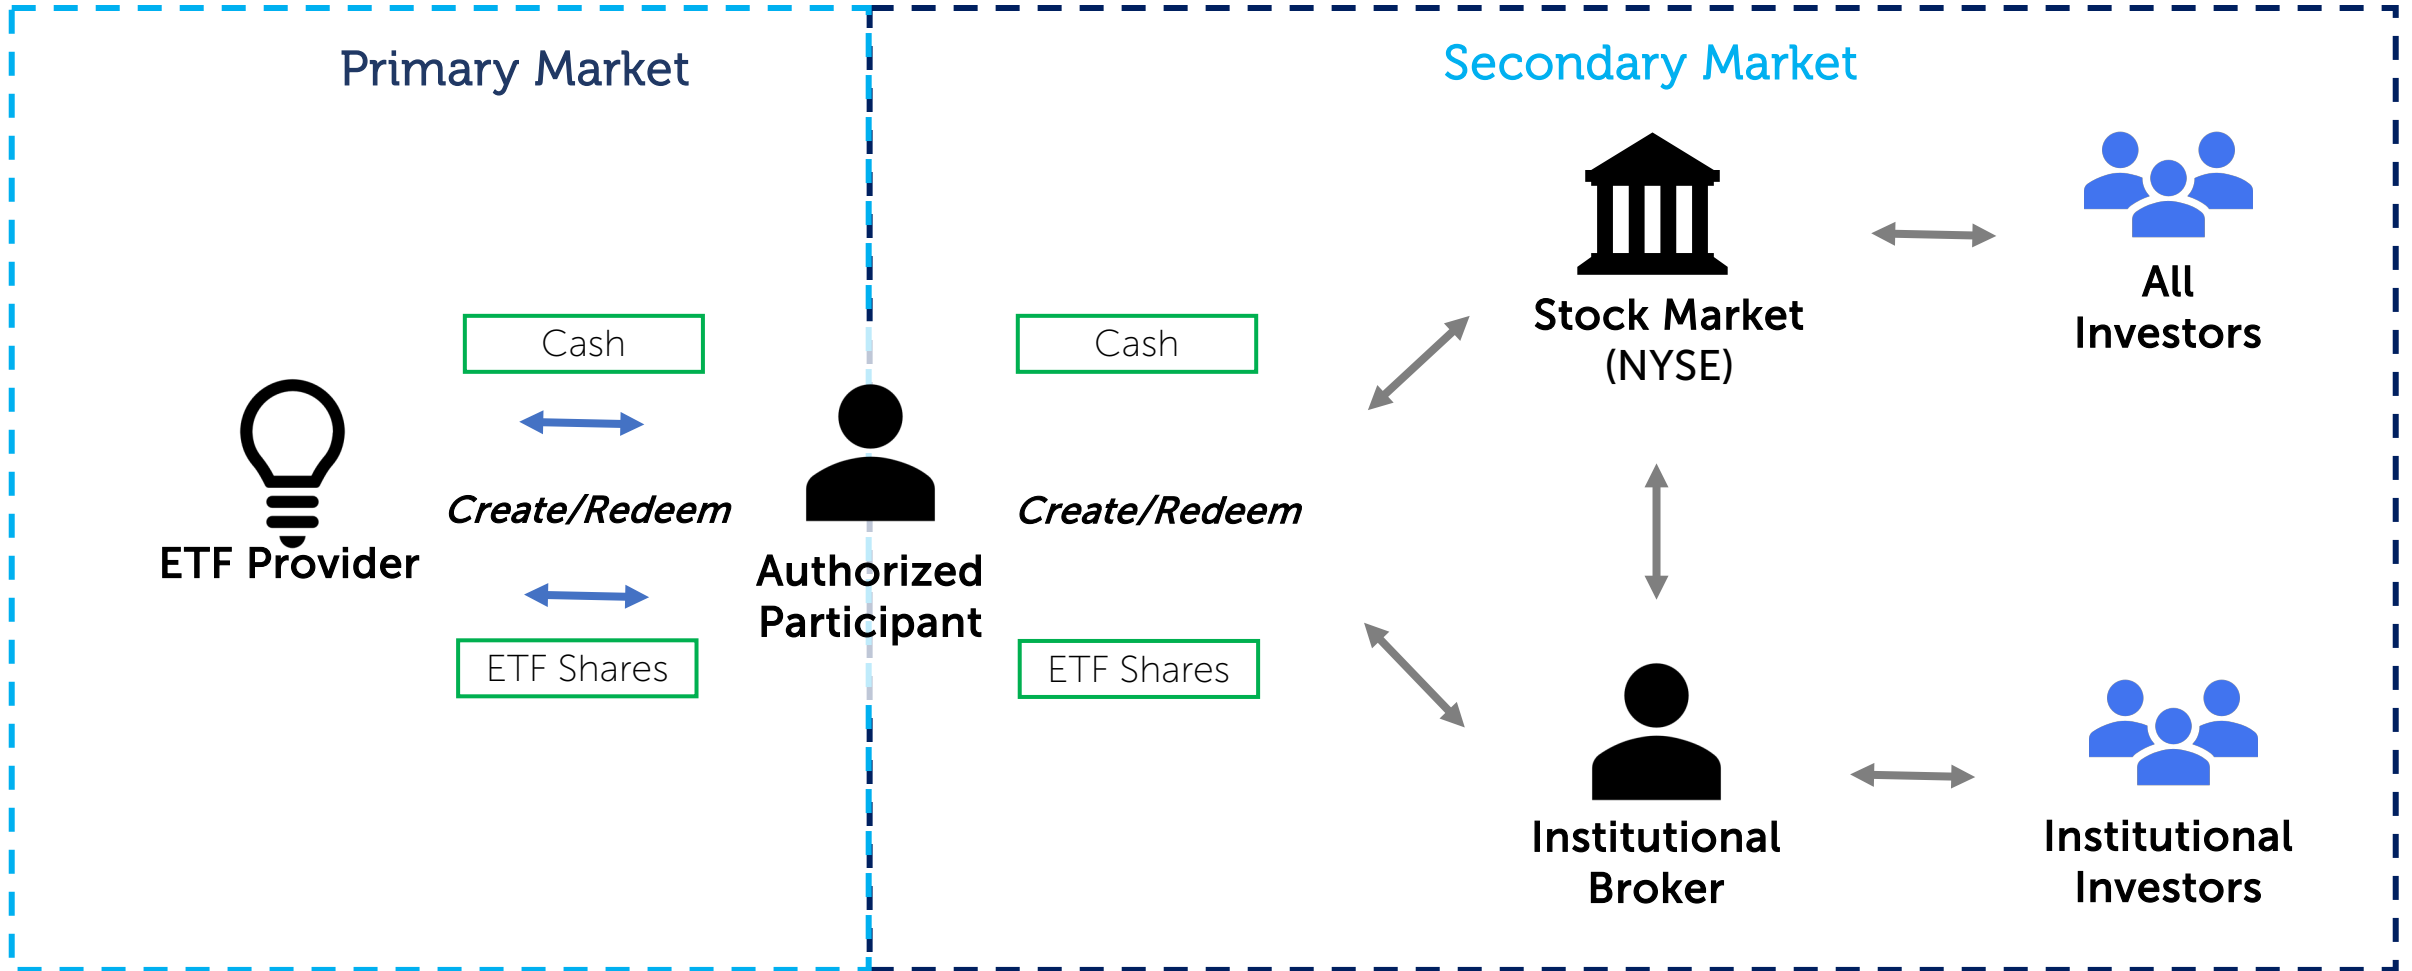 Primary Market
Secondary Market
Cash
Create/Redeem
ETF Provider
ETF Shares
Authorized
Participant
Cash
Create/Redeem
ETF Shares
Stock Market
(NYSE)
All
Investors
Institutional
Broker
Institutional
Investors